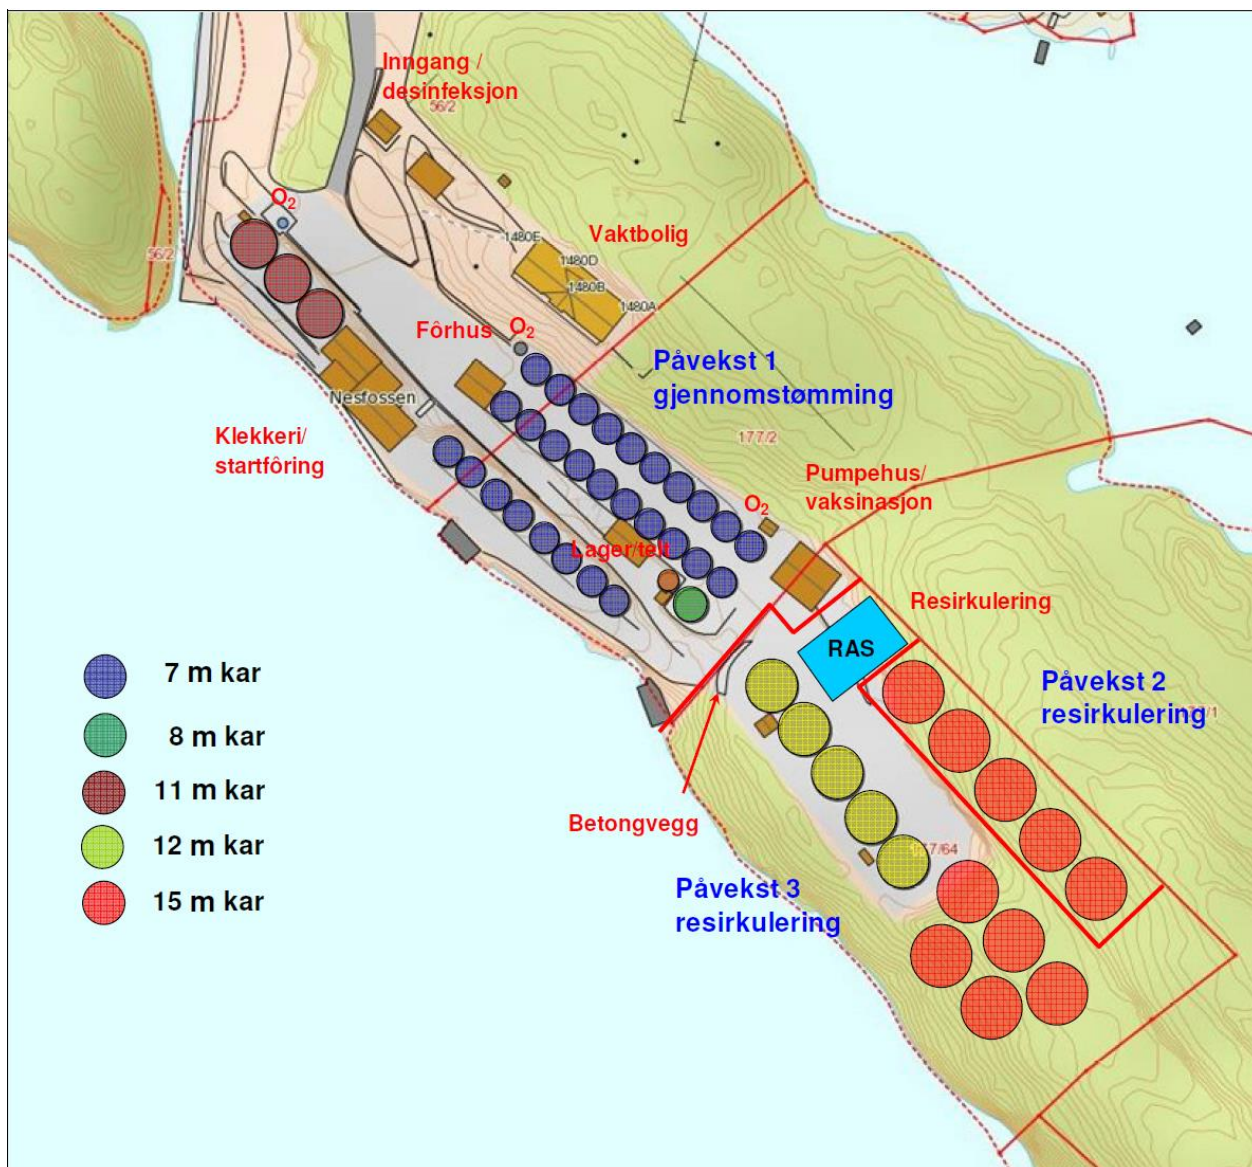 Inngang /
desinfeksjon
56/2
O2
56/2
1480E
Vaktbolig
1480D
1480B
1480A
Fôrhus
O2
Påvekst 1
gjennomstømming
Nesfossen
Klekkeri/
startfôring
177/2
Pumpehus/
vaksinasjon
O2
Lager/telt
Resirkulering
RAS
Påvekst 2
resirkulering
7 m kar
8 m kar
11 m kar
12 m kar
15 m kar
Betongvegg
Påvekst 3
resirkulering